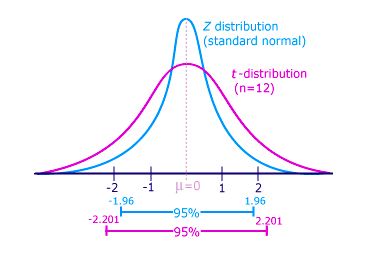 Z distribution
(standard normal)
t-distribution
(n=12)
-2 -1 μ=0 1 2
-1.96 1.96
95%
-2.201 2.201
95%